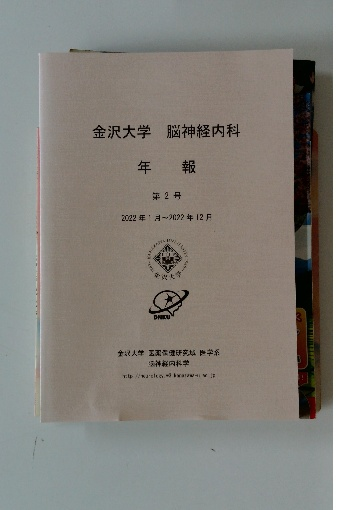 金沢大学　脳神経内科
年　報
第 2 号
2022 年 1 月～2022 年 12 月
金沢大学
DNKU
金沢大学 医薬保健研究域 医学系
脳神経内科学